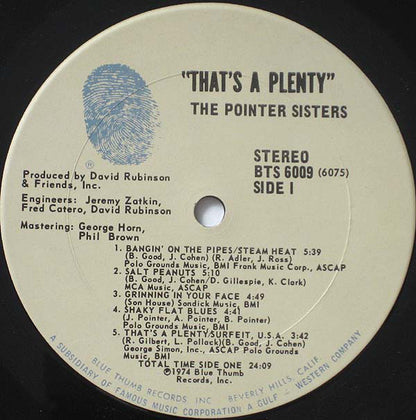 "THAT'S A PLENTY"
THE POINTER SISTERS
®
STEREO
BTS 6009 (6075)
SIDE I
Produced by David Rubinson
& Friends, Inc.
Engineers: Jeremy Zatkin,
Fred Catero, David Rubinson
Mastering: George Horn,
Phil Brown
1. BANGIN' ON THE PIPES/STEAM HEAT 5:39
(B. Good, J. Cohen) (R. Adler, J. Ross)
Polo Grounds Music, BMI Frank Music Corp., ASCAP
2. SALT PEANUTS 5:10
(B. Good, J. Cohen/D. Gillespie, K. Clark)
MCA Music, ASCAP
3. GRINNING IN YOUR FACE 4:49
(Son House) Sondick Music, BMI
4. SHAKY FLAT BLUES 4:41
(J. Pointer, A. Pointer, B. Pointer)
Polo Grounds Music, BMI
5. THAT'S A PLENTY/SURFEIT, U.S.A. 3:42
(R. Gilbert, L. Pollack)(B. Good, J. Cohen)
George Simon, Inc., ASCAP Polo Grounds
Music, BMI
TOTAL TIME SIDE ONE 24:09
℗1974 Blue Thumb
Records, Inc.
BLUE THUMB RECORDS, INC. BEVERLY HILLS, CALIF.
A SUBSIDIARY OF FAMOUS MUSIC CORPORATION A GULF + WESTERN COMPANY